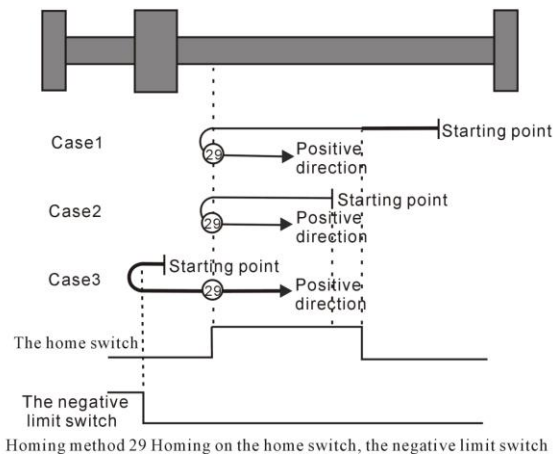 Case1
Starting point
29
Positive
direction
Case2
Starting point
29
Positive
direction
Case3
Starting point
29
Positive
direction
The home switch
The negative
limit switch
Homing method 29 Homing on the home switch, the negative limit switch